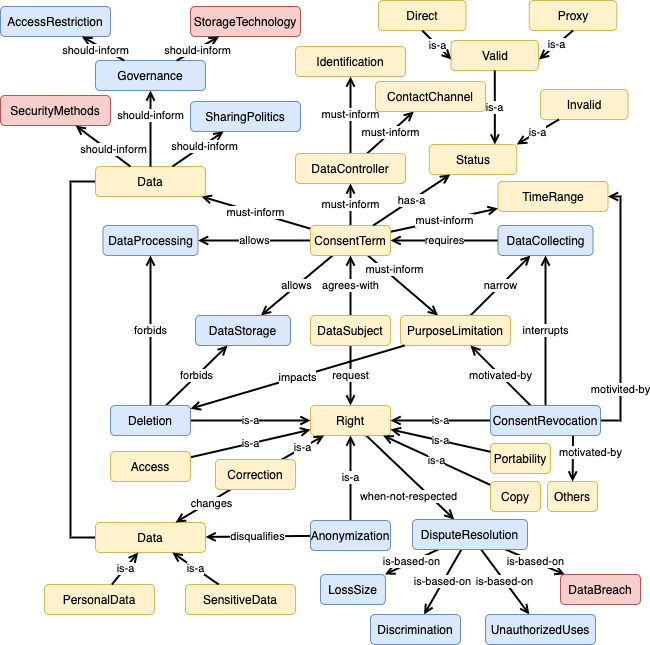 Direct
Proxy
AccessRestriction
StorageTechnology
is-a
is-a
should-inform
should-inform
Identification
Valid
Governance
ContactChannel
SecurityMethods
should-inform
SharingPolitics
must-inform
is-a
Invalid
must-inform
is-a
should-inform
should-inform
DataController
Status
Data
TimeRange
must-inform
has-a
must-inform
must-inform
DataProcessing
allows
ConsentTerm
requires
DataCollecting
must-inform
allows
agrees-with
narrow
forbids
DataStorage
DataSubject
PurposeLimitation
interrupts
forbids
impacts
request
motivated-by
motivited-by
Deletion
is-a
Right
is-a
ConsentRevocation
is-a
is-a
is-a
motivated-by
Access
Correction
is-a
Portability
changes
is-a
when-not-respected
Copy
Others
Data
disqualifies
Anonymization
DisputeResolution
is-a
is-a
is-based-on
is-based-on
is-based-on
is-based-on
LossSize
DataBreach
PersonalData
SensitiveData
Discrimination
UnauthorizedUses